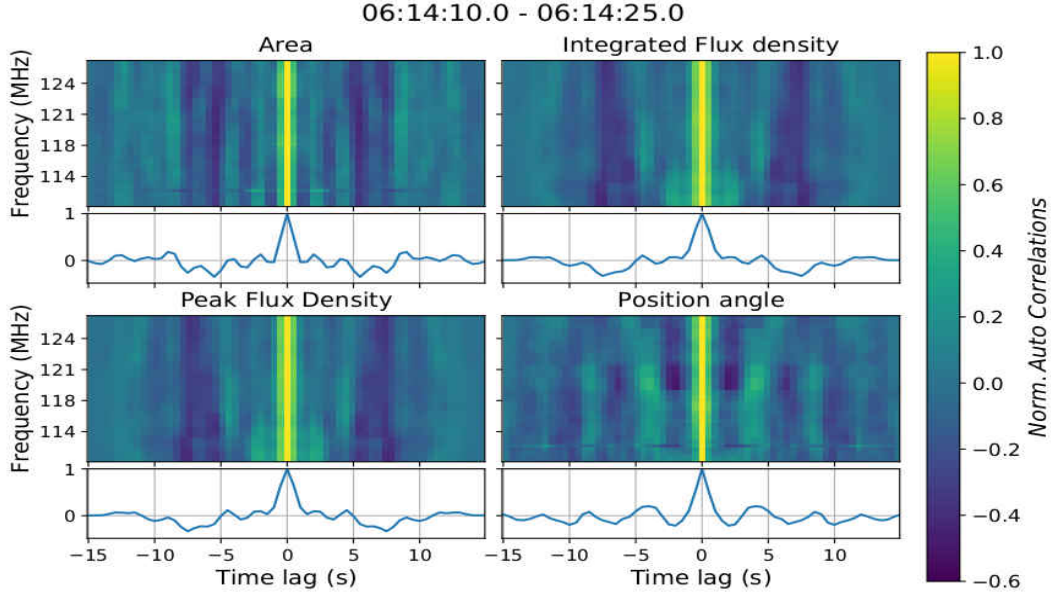 06:14:10.0 - 06:14:25.0
Area
Integrated Flux density
Frequency (MHz)
124
121
118
114
1
0
1.0
0.8
0.6
0.4
0.2
0.0
−0.2
−0.4
−0.6
Norm. Auto Correlations
Peak Flux Density
Position angle
Frequency (MHz)
124
121
118
114
1
0
−15 −10 −5 0 5 10
−15 −10 −5 0 5 10
Time lag (s)
Time lag (s)